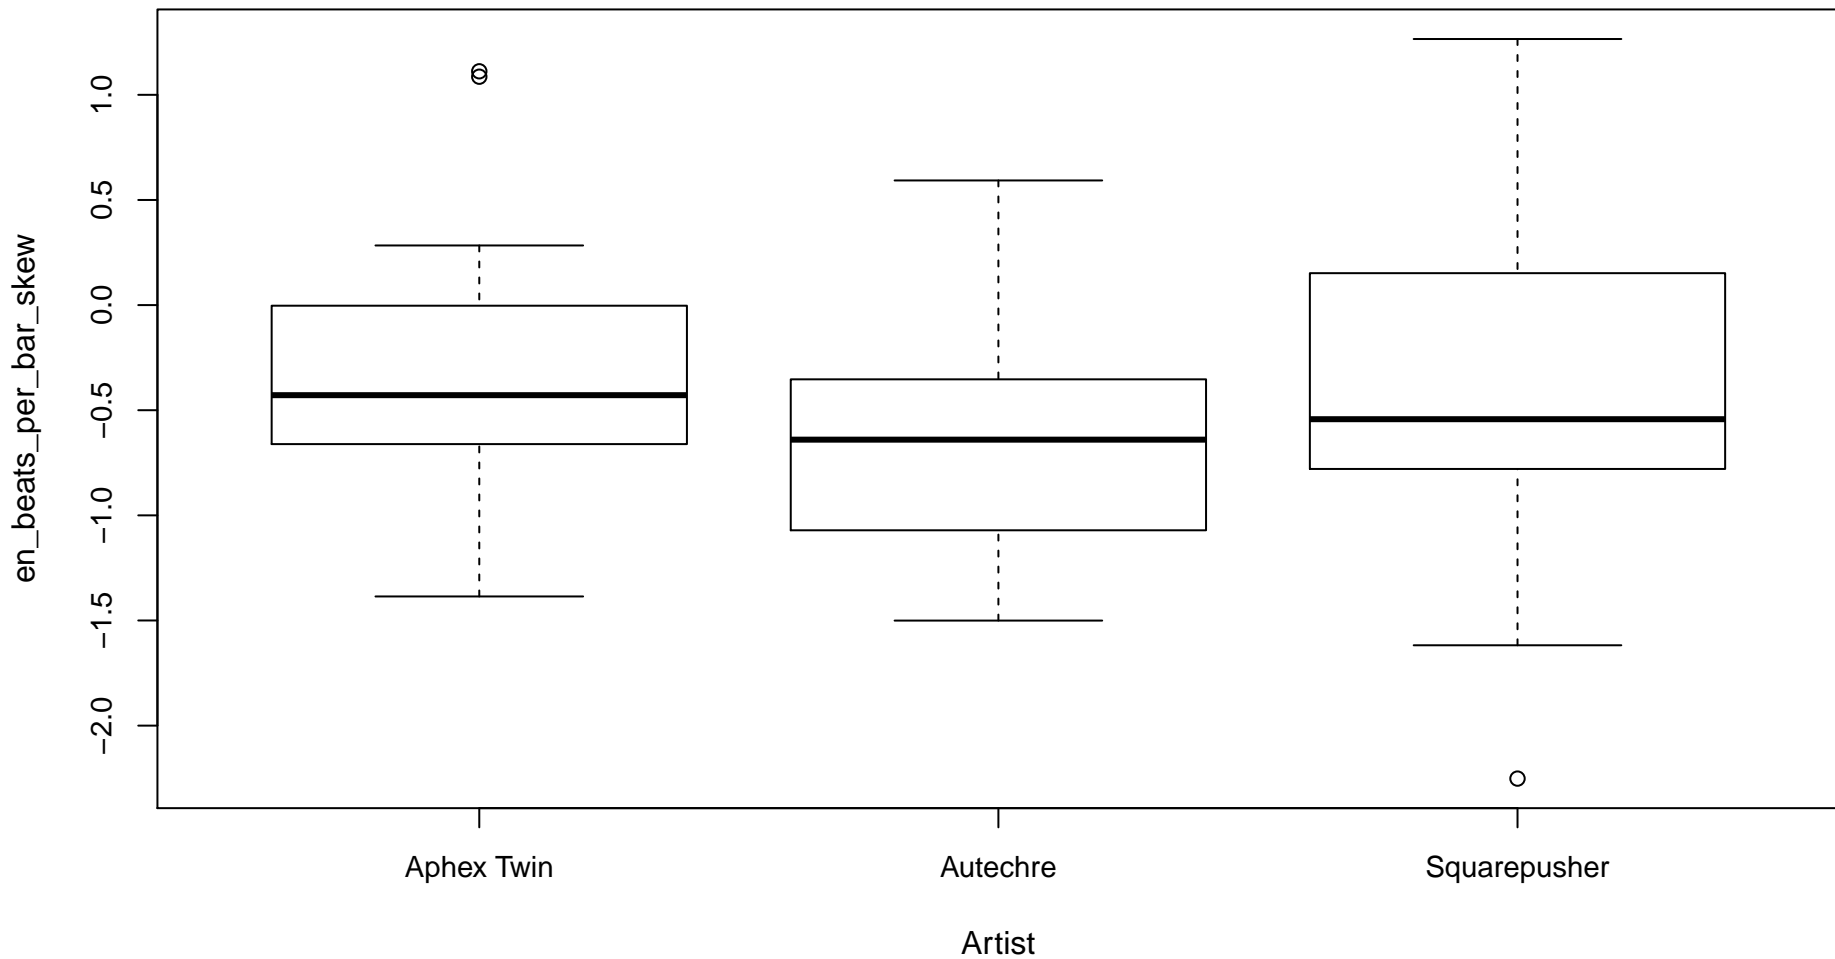 en_beats_per_bar_skew
1.0
0.5
0.0
−0.5
−1.0
−1.5
−2.0
Aphex Twin
Autechre
Squarepusher
Artist